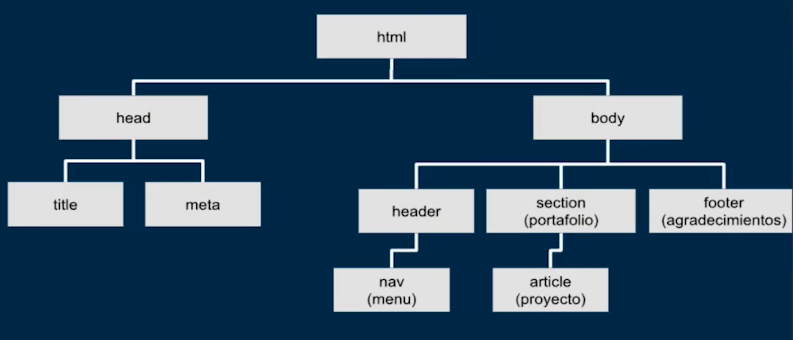 html
head
body
title
meta
header
section
(portafolio)
footer
(agradecimientos)
nav
(menu)
article
(proyecto)